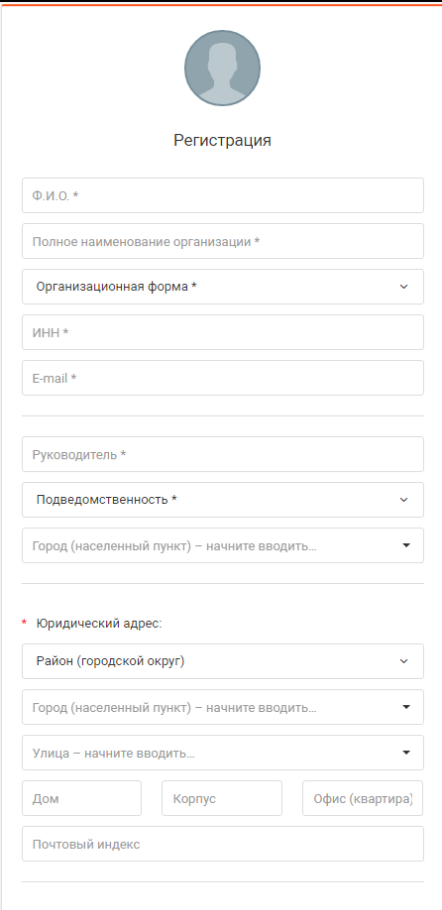 Регистрация
Ф.И.О. *
Полное наименование организации *
Организационная форма *
ИНН *
E-mail *
Руководитель *
Подведомственность *
Город (населенный пункт) – начните вводить...
* Юридический адрес:
Район (городской округ)
Город (населенный пункт) – начните вводить...
Улица – начните вводить...
Дом Корпус Офис (квартира)
Почтовый индекс